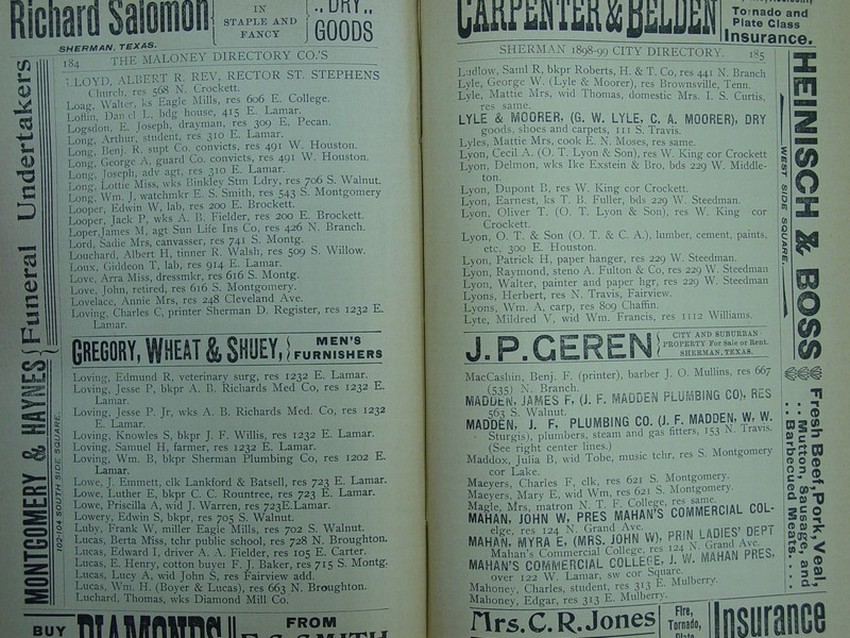 Richard Salomon
SHERMAN, TEXAS.
IN
STAPLE AND
FANCY
..DRY..
GOODS
184 THE MALONEY DIRECTORY CO.'S
LOYD, ALBERT R. REV, RECTOR ST. STEPHENS
Church, res 568 N. Crockett.
Loag, Walter, ks Eagle Mills, res 606 E. College.
Loflin, Dan'l L, bdg house, 415 E. Lamar.
Logsdon, E. Joseph, drayman, res 309 E. Pecan.
Long, Arthur, student, res 310 E. Lamar.
Long, Benj. R, supt Co. convicts, res 491 W. Houston.
Long, George A, guard Co. convicts, res 491 W. Houston.
Long, Joseph, adv agt, res 310 E. Lamar.
Long, Lottie Miss, wks Binkley Stm Ldry, res 706 S. Walnut.
Long, Wm. J, watchmkr E. S. Smith, res 543 S. Montgomery
Looper, Edwin W, lab, res 200 E. Brockett.
Looper, Jack P, wks A. B. Fielder, res 200 E. Brockett.
Loper, James M, agt Sun Life Ins Co, res 426 N. Branch.
Lord, Sadie Mrs, canvasser, res 741 S. Montg.
Louchard, Albert H, tinner R. Walsh, res 509 S. Willow.
Loux, Giddeon T, lab, res 914 E. Lamar.
Love, Arra Miss, dressmkr, res 616 S. Montg.
Love, John, retired, res 616 S. Montgomery.
Lovelace, Annie Mrs, res 248 Cleveland Ave.
Loving, Charles C, printer Sherman D. Register, res 1232 E.
Lamar.
GREGORY, WHEAT & SHUEY,
MEN'S
FURNISHERS
Loving, Edmund R, veterinary surg, res 1232 E. Lamar.
Loving, Jesse P, bkpr A. B. Richards Med Co, res 1232 E.
Lamar.
Loving, Jesse P. Jr, wks A. B. Richards Med. Co, res 1232
E. Lamar.
Loving, Knowles S, bkpr J. F. Willis, res 1232 E. Lamar.
Loving, Samuel H, farmer, res 1232 E. Lamar.
Loving, Wm. B, bkpr Sherman Plumbing Co, res 1202 E.
Lamar.
Lowe, J. Emmett, clk Lankford & Batsell, res 723 E. Lamar.
Lowe, Luther E, bkpr C. C. Rountree, res 723 E. Lamar.
Lowe, Priscilla A, wid J. Warren, res 723E.Lamar.
Lowery, Edwin S, bkpr, res 705 S. Walnut.
Luby, Frank W, miller Eagle Mills, res 702 S. Walnut.
Lucas, Berta Miss, tchr public school, res 728 N. Broughton.
Lucas, Edward I, driver A. A. Fielder, res 105 E. Carter.
Lucas, E. Henry, cotton buyer F. J. Baker, res 715 S. Montg.
Lucas, Lucy A, wid John S, res Fairview add.
Lucas, Wm. H. (Boyer & Lucas), res 663 N. Broughton.
Luchard, Thomas, wks Diamond Mill Co.
Funeral Undertakers
MONTGOMERY & HAYNES
102-104 SOUTH SIDE SQUARE.
BUY DIAMONDS FROM
E. S. SMITH
CARPENTER & BELDEN
Tornado and
Plate Glass
Insurance.
SHERMAN 1898-99 CITY DIRECTORY. 185
Ludlow, Saml R, bkpr Roberts, H. & T. Co, res 441 N. Branch
Lyle, George W. (Lyle & Moorer), res Brownsville, Tenn.
Lyle, Mattie Mrs, wid Thomas, domestic Mrs. I. S. Curtis,
res same.
LYLE & MOORER, (G. W. LYLE, C. A. MOORER), DRY
goods, shoes and carpets, 111 S. Travis.
Lyles, Mattie Mrs, cook E. N. Moses, res same.
Lyon, Cecil A. (O. T. Lyon & Son), res W. King cor Crockett
Lyon, Delmon, wks Ike Exstein & Bro, bds 229 W. Middle-
ton.
Lyon, Dupont B, res W. King cor Crockett.
Lyon, Earnest, ks T. B. Fuller, bds 229 W. Steedman.
Lyon, Oliver T. (O. T. Lyon & Son), res W. King cor
Crockett.
Lyon, O. T. & Son (O. T. & C. A.), lumber, cement, paints,
etc, 300 E. Houston.
Lyon, Patrick H, paper hanger, res 229 W. Steedman.
Lyon, Raymond, steno A. Fulton & Co, res 229 W. Steedman
Lyon, Walter, painter and paper hgr, res 229 W. Steedman
Lyons, Herbert, res N. Travis, Fairview.
Lyons, Wm. A, carp, res 809 Chaffin.
Lyte, Mildred V, wid Wm. Francis, res 1112 Williams.
J. P. GEREN
CITY AND SUBURBAN
PROPERTY For Sale or Rent.
SHERMAN, TEXAS.
MacCashin, Benj. F. (printer), barber J. O. Mullins, res 667
(535) N. Branch.
MADDEN, JAMES F, (J. F. MADDEN PLUMBING CO), RES
563 S. Walnut.
MADDEN, J. F, PLUMBING CO. (J. F. MADDEN, W. W.
Sturgis), plumbers, steam and gas fitters, 153 N. Travis.
(See right center lines.)
Maddox, Julia B, wid Tobe, music tchr, res S. Montgomery
cor Lake.
Maeyers, Charles F, clk, res 621 S. Montgomery.
Maeyers, Mary E, wid Wm, res 621 S. Montgomery.
Magle, Mrs, matron N. T. F. College, res same.
MAHAN, JOHN W, PRES MAHAN'S COMMERCIAL COL-
elge, res 124 N. Grand Ave.
MAHAN, MYRA E, (MRS. JOHN W), PRIN LADIES' DEPT
Mahan's Commercial College, res 124 N. Grand Ave.
MAHAN'S COMMERCIAL COLLEGE, J. W. MAHAN PRES,
over 122 W. Lamar, sw cor Square.
Mahoney, Charles, student, res 313 E. Mulberry.
Mahoney, Edgar, res 313 E. Mulberry.
HEINISCH & BOSS
WEST SIDE SQUARE.
Fresh Beef, Pork, Veal,
..Mutton, Sausage, and
..Barbecued Meats....
Mrs. C. R. Jones
Fire,
Tornado,
Insurance